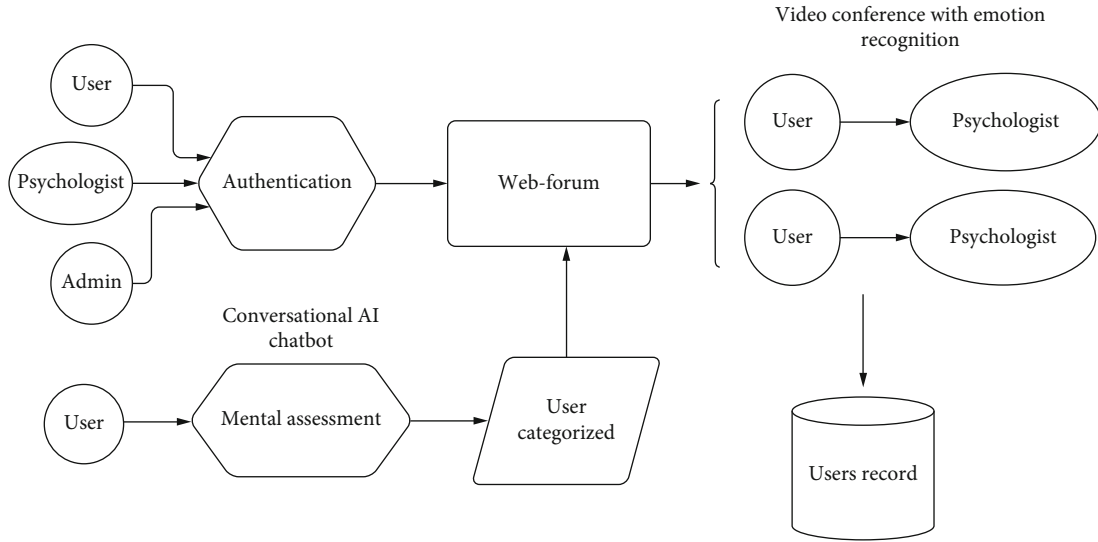 Video conference with emotion
recognition
User
User
Psychologist
Psychologist
Authentication
Web-forum
User
Psychologist
Admin
Conversational AI
chatbot
User
Mental assessment
User
categorized
Users record